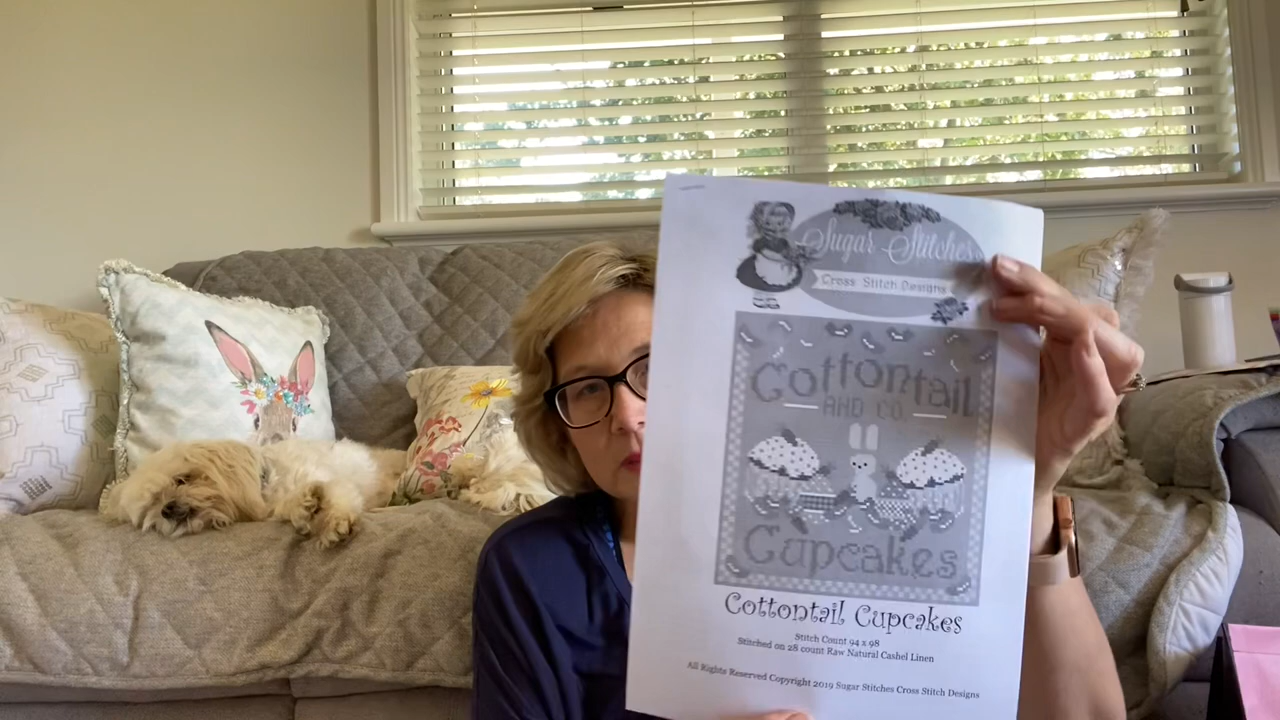 Sugar Stitches
Cross Stitch Designs
Cottontail
AND CO
Cupcakes
Cottontail Cupcakes
Stitch Count 94 x 98
Stitched on 28 count Raw Natural Cashel Linen
All Rights Reserved Copyright 2019 Sugar Stitches Cross Stitch Designs